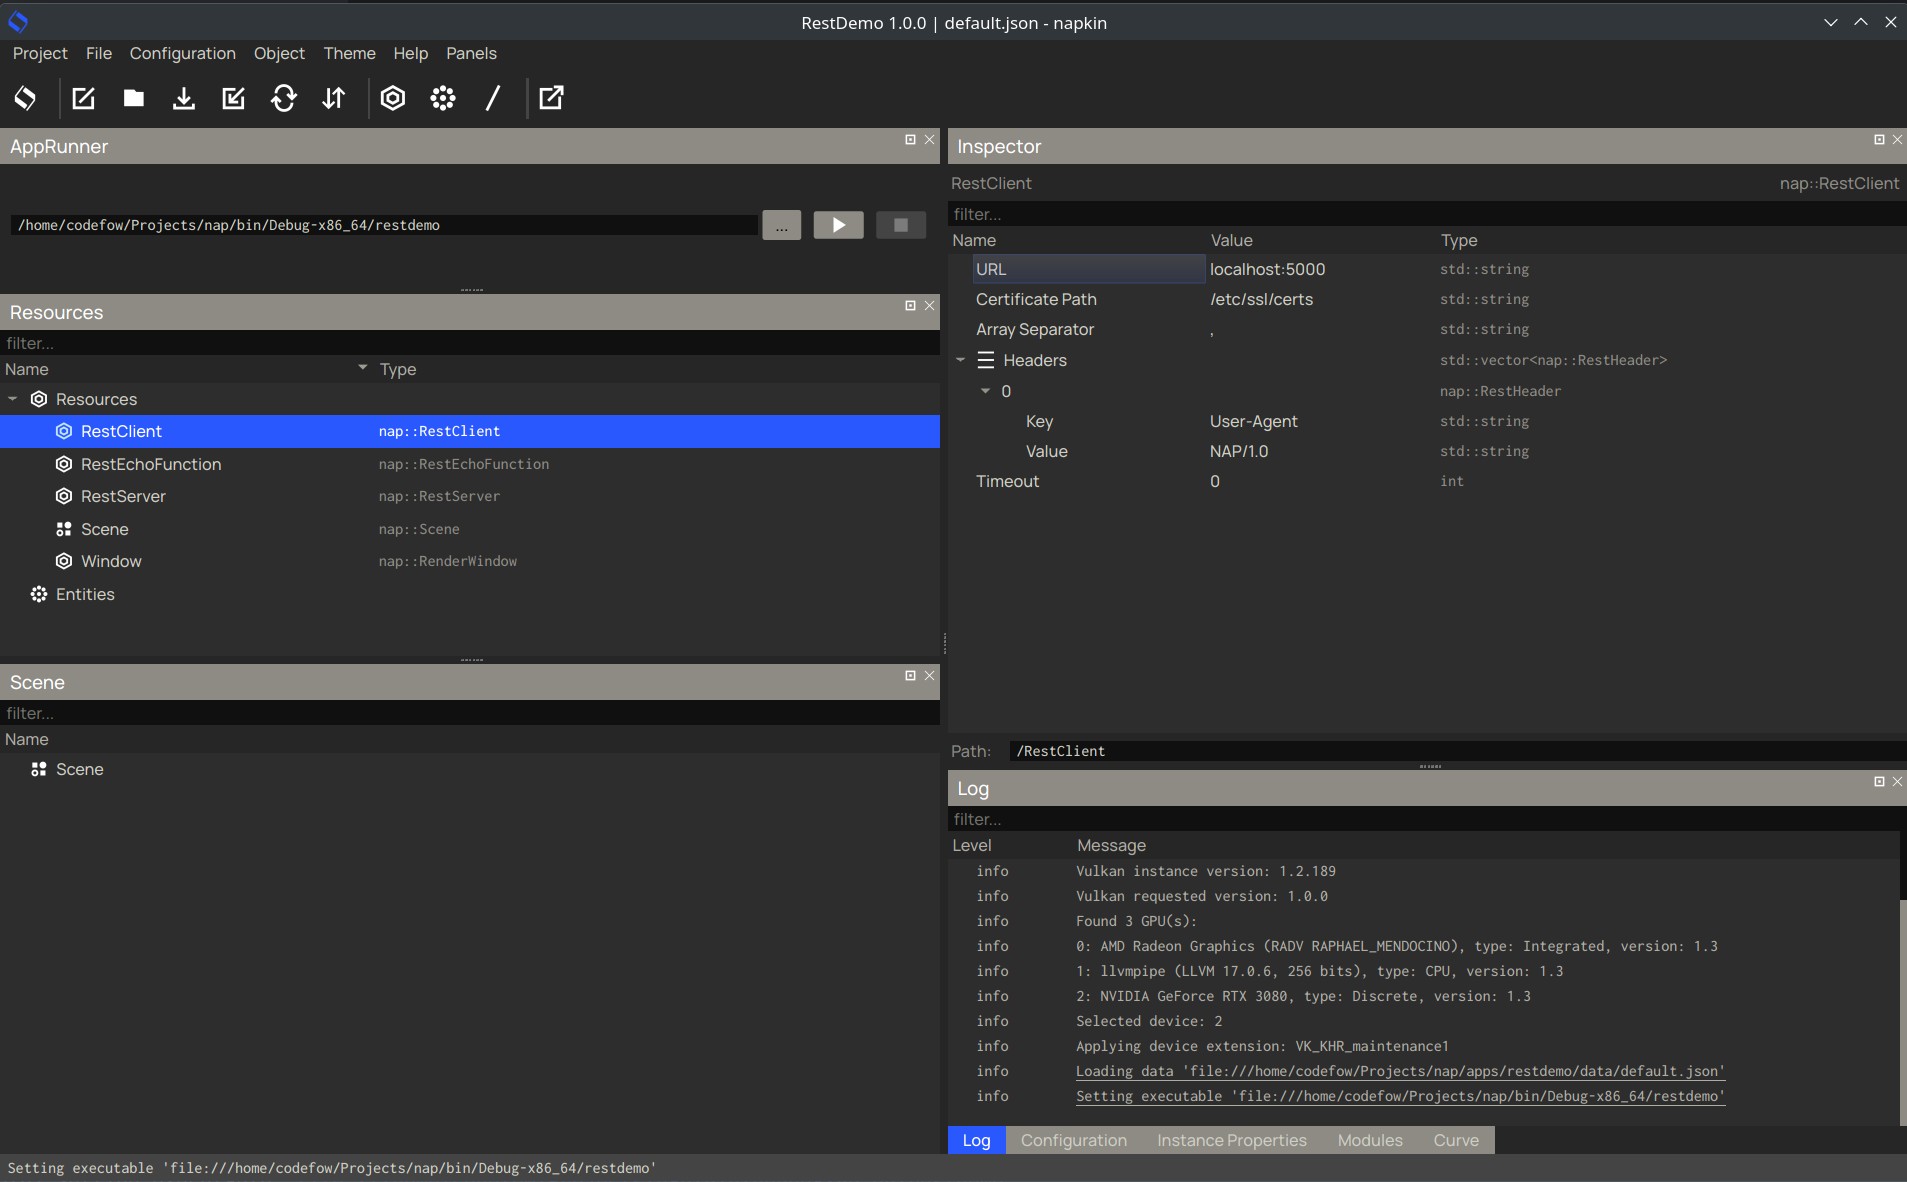 RestDemo 1.0.0 | default.json - napkin
Project File Configuration Object Theme Help Panels
AppRunner
/home/codefow/Projects/nap/bin/Debug-x86_64/restdemo ...
Resources
filter...
Name Type
Resources
RestClient nap::RestClient
RestEchoFunction nap::RestEchoFunction
RestServer nap::RestServer
Scene nap::Scene
Window nap::RenderWindow
Entities
Scene
filter...
Name
Scene
Inspector
RestClient nap::RestClient
filter...
Name Value Type
URL localhost:5000 std::string
Certificate Path /etc/ssl/certs std::string
Array Separator , std::string
Headers std::vector<nap::RestHeader>
0 nap::RestHeader
Key User-Agent std::string
Value NAP/1.0 std::string
Timeout 0 int
Path: /RestClient
Log
filter...
Level Message
info Vulkan instance version: 1.2.189
info Vulkan requested version: 1.0.0
info Found 3 GPU(s):
info 0: AMD Radeon Graphics (RADV RAPHAEL_MENDOCINO), type: Integrated, version: 1.3
info 1: llvmpipe (LLVM 17.0.6, 256 bits), type: CPU, version: 1.3
info 2: NVIDIA GeForce RTX 3080, type: Discrete, version: 1.3
info Selected device: 2
info Applying device extension: VK_KHR_maintenance1
info Loading data 'file:///home/codefow/Projects/nap/apps/restdemo/data/default.json'
info Setting executable 'file:///home/codefow/Projects/nap/bin/Debug-x86_64/restdemo'
Log Configuration Instance Properties Modules Curve
Setting executable 'file:///home/codefow/Projects/nap/bin/Debug-x86_64/restdemo'